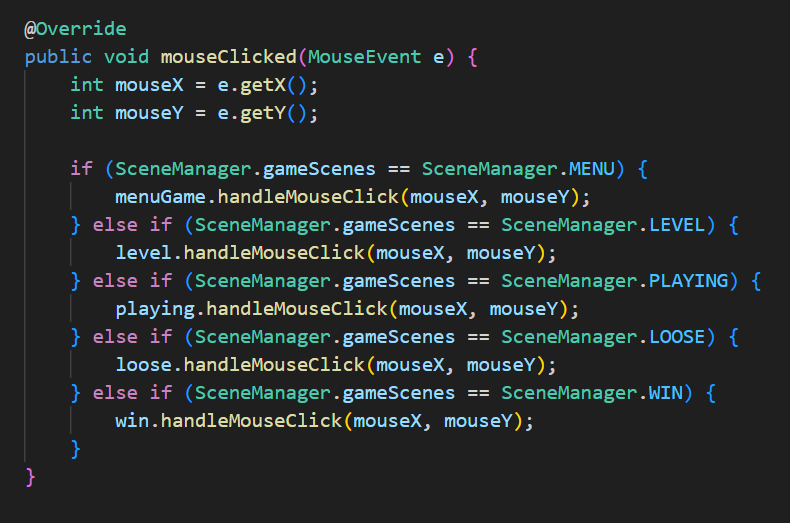 @Override
public void mouseClicked(MouseEvent e) {
    int mouseX = e.getX();
    int mouseY = e.getY();

    if (SceneManager.gameScenes == SceneManager.MENU) {
        menuGame.handleMouseClick(mouseX, mouseY);
    } else if (SceneManager.gameScenes == SceneManager.LEVEL) {
        level.handleMouseClick(mouseX, mouseY);
    } else if (SceneManager.gameScenes == SceneManager.PLAYING) {
        playing.handleMouseClick(mouseX, mouseY);
    } else if (SceneManager.gameScenes == SceneManager.LOOSE) {
        loose.handleMouseClick(mouseX, mouseY);
    } else if (SceneManager.gameScenes == SceneManager.WIN) {
        win.handleMouseClick(mouseX, mouseY);
    }
}